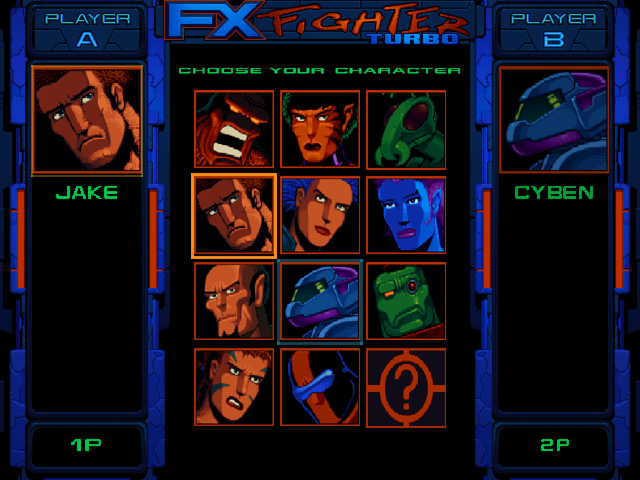 PLAYER
A
FX FIGHTER
TURBO
PLAYER
B
CHOOSE YOUR CHARACTER
JAKE
CYBEN
?
1P
2P